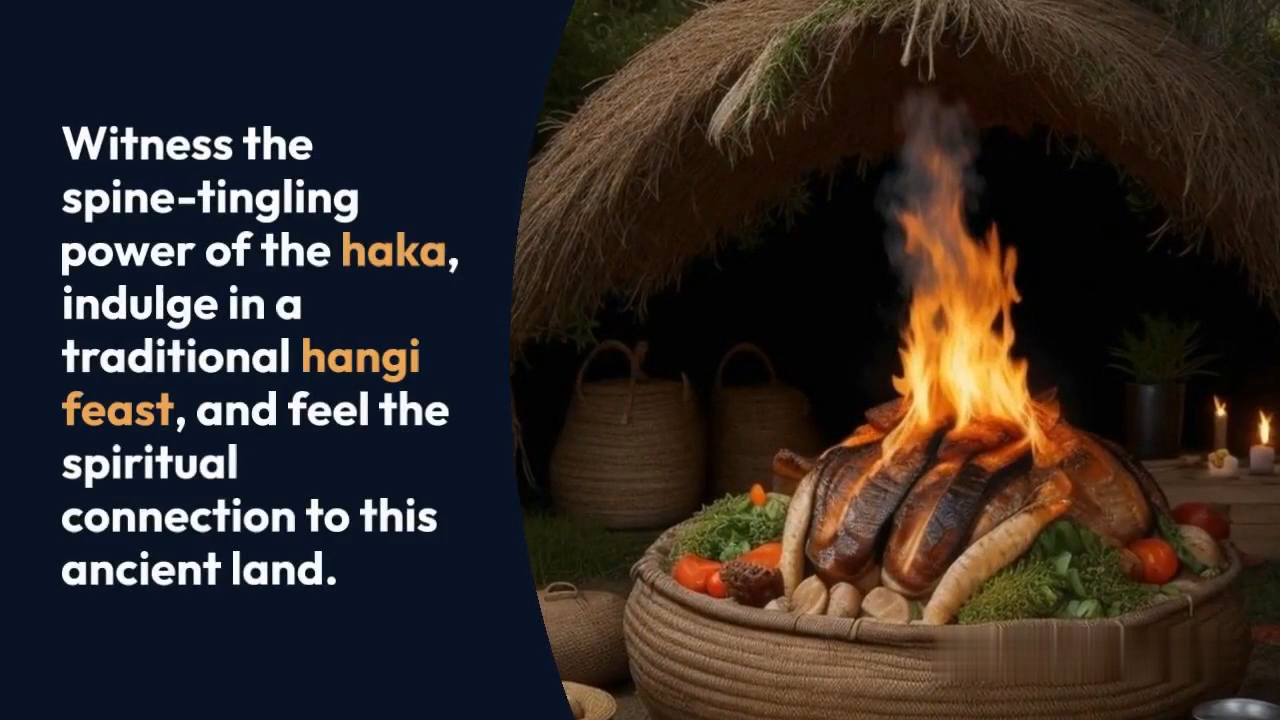 Witness the
spine-tingling
power of the haka,
indulge in a
traditional hangi
feast, and feel the
spiritual
connection to this
ancient land.